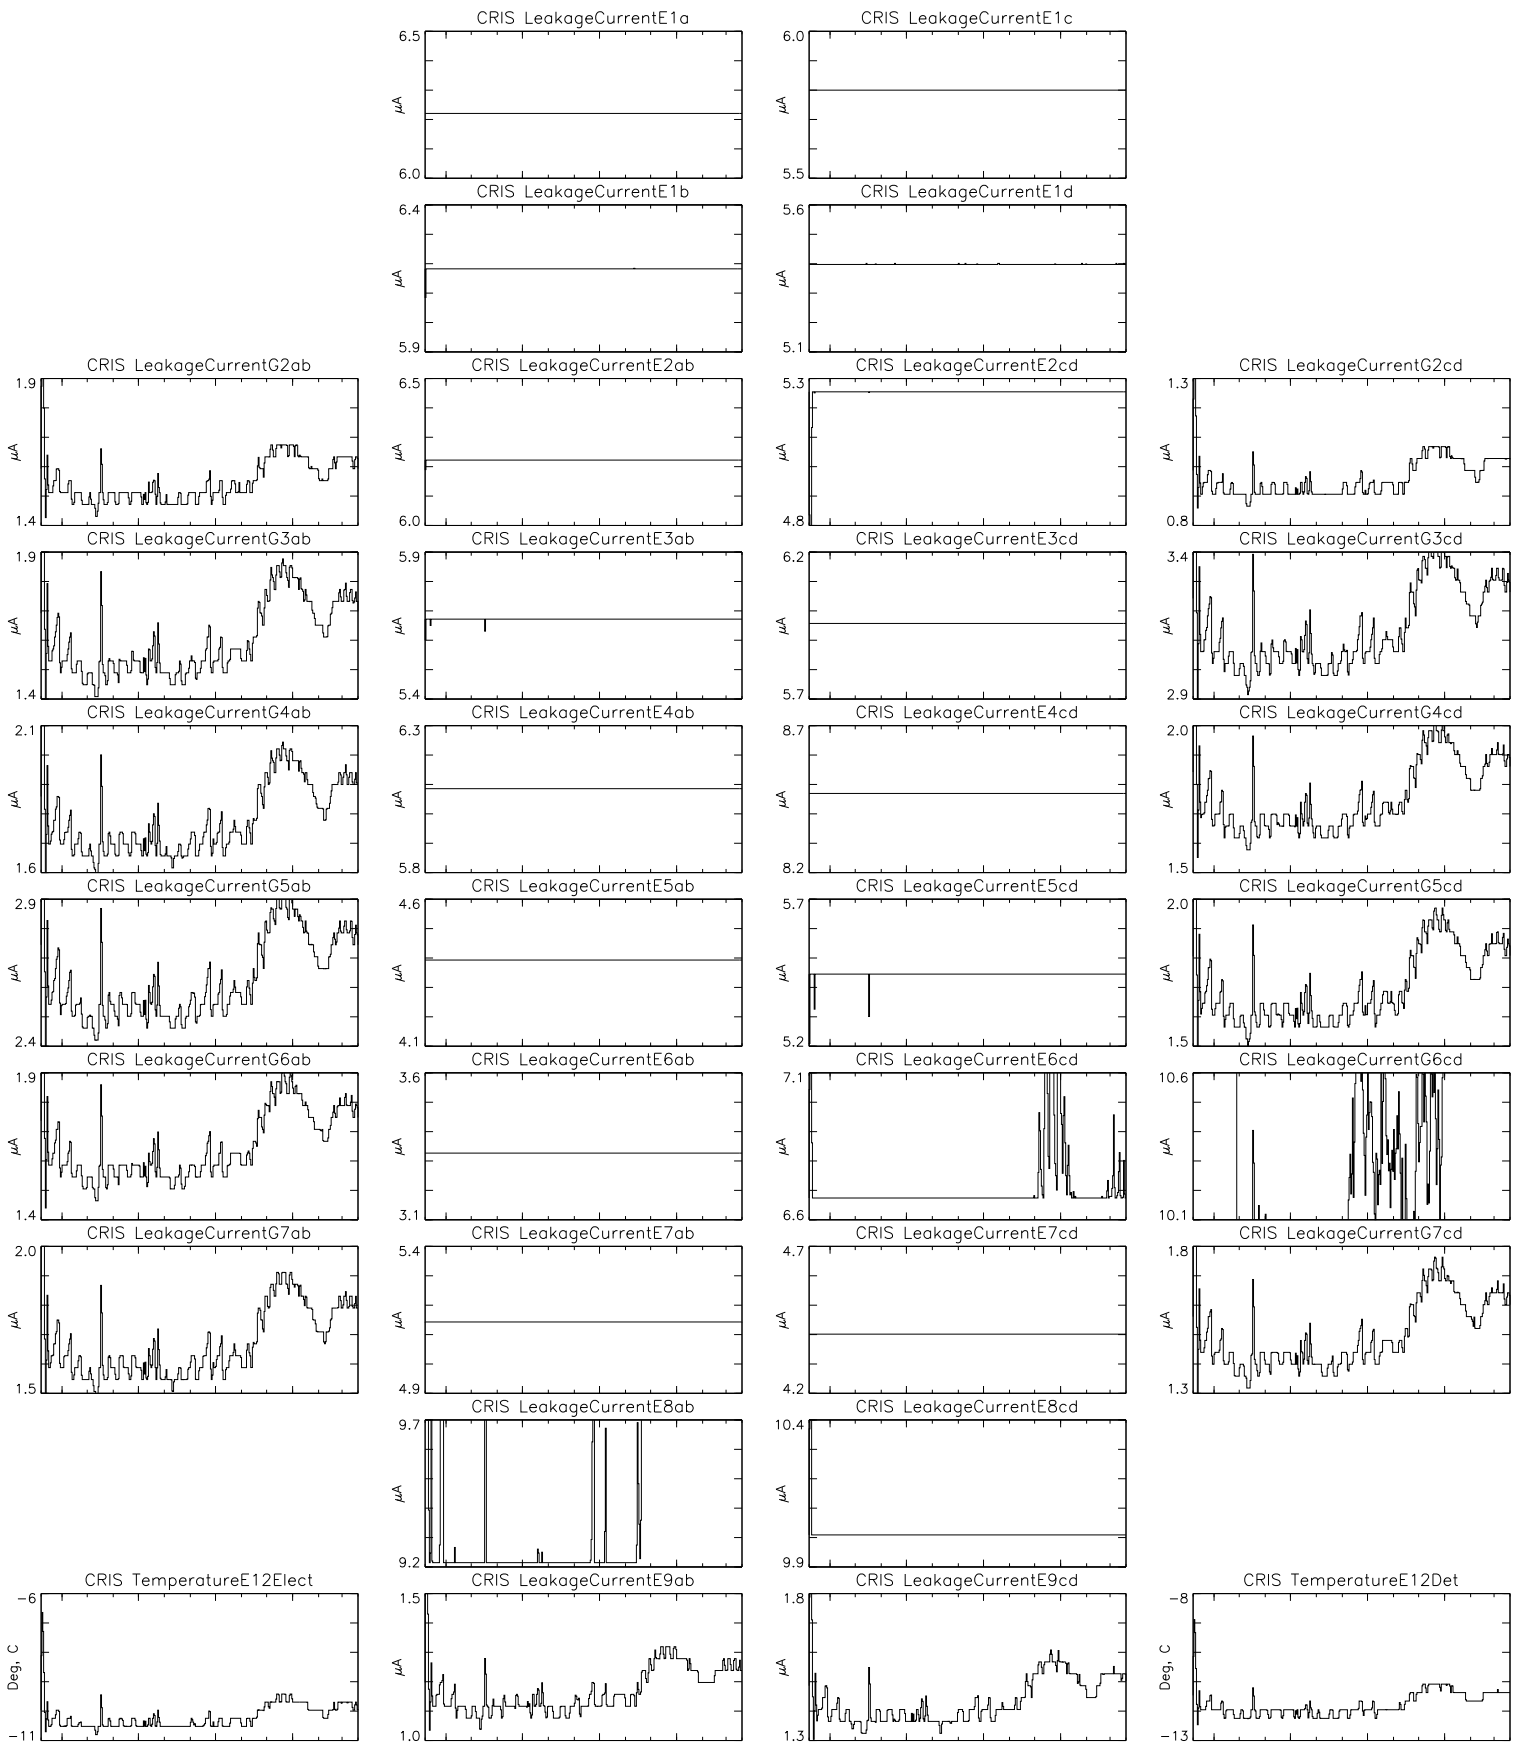 CRIS LeakageCurrentE1a
6.5
μA
6.0
CRIS LeakageCurrentE1c
6.0
μA
5.5
CRIS LeakageCurrentE1b
6.4
μA
5.9
CRIS LeakageCurrentE1d
5.6
μA
5.1
CRIS LeakageCurrentG2ab
1.9
μA
1.4
CRIS LeakageCurrentE2ab
6.5
μA
6.0
CRIS LeakageCurrentE2cd
5.3
μA
4.8
CRIS LeakageCurrentG2cd
1.3
μA
0.8
CRIS LeakageCurrentG3ab
1.9
μA
1.4
CRIS LeakageCurrentE3ab
5.9
μA
5.4
CRIS LeakageCurrentE3cd
6.2
μA
5.7
CRIS LeakageCurrentG3cd
3.4
μA
2.9
CRIS LeakageCurrentG4ab
2.1
μA
1.6
CRIS LeakageCurrentE4ab
6.3
μA
5.8
CRIS LeakageCurrentE4cd
8.7
μA
8.2
CRIS LeakageCurrentG4cd
2.0
μA
1.5
CRIS LeakageCurrentG5ab
2.9
μA
2.4
CRIS LeakageCurrentE5ab
4.6
μA
4.1
CRIS LeakageCurrentE5cd
5.7
μA
5.2
CRIS LeakageCurrentG5cd
2.0
μA
1.5
CRIS LeakageCurrentG6ab
1.9
μA
1.4
CRIS LeakageCurrentE6ab
3.6
μA
3.1
CRIS LeakageCurrentE6cd
7.1
μA
6.6
CRIS LeakageCurrentG6cd
10.6
μA
10.1
CRIS LeakageCurrentG7ab
2.0
μA
1.5
CRIS LeakageCurrentE7ab
5.4
μA
4.9
CRIS LeakageCurrentE7cd
4.7
μA
4.2
CRIS LeakageCurrentG7cd
1.8
μA
1.3
CRIS LeakageCurrentE8ab
9.7
μA
9.2
CRIS LeakageCurrentE8cd
10.4
μA
9.9
CRIS TemperatureE12Elect
-6
Deg, C
-11
CRIS LeakageCurrentE9ab
1.5
μA
1.0
CRIS LeakageCurrentE9cd
1.8
μA
1.3
CRIS TemperatureE12Det
-8
Deg, C
-13